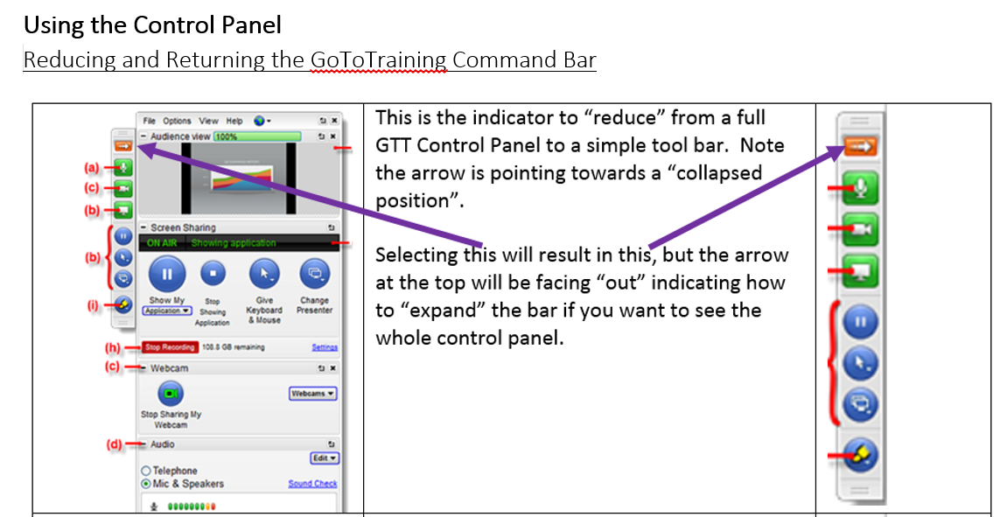 Using the Control Panel
Reducing and Returning the GoToTraining Command Bar
File Options View Help
Audience view 100%
(a)
(c)
(b)
Screen Sharing
ON AIR Showing application
(b)
Show My
Application
Stop
Showing
Application
Give
Keyboard
& Mouse
Change
Presenter
(i)
(h)
Stop Recording 108.8 GB remaining Settings
(c)
Webcam
Webcams
Stop Sharing My
Webcam
(d)
Audio
Edit
Telephone
Mic & Speakers Sound Check
This is the indicator to “reduce” from a full
GTT Control Panel to a simple tool bar. Note
the arrow is pointing towards a “collapsed
position”.
Selecting this will result in this, but the arrow
at the top will be facing “out” indicating how
to “expand” the bar if you want to see the
whole control panel.